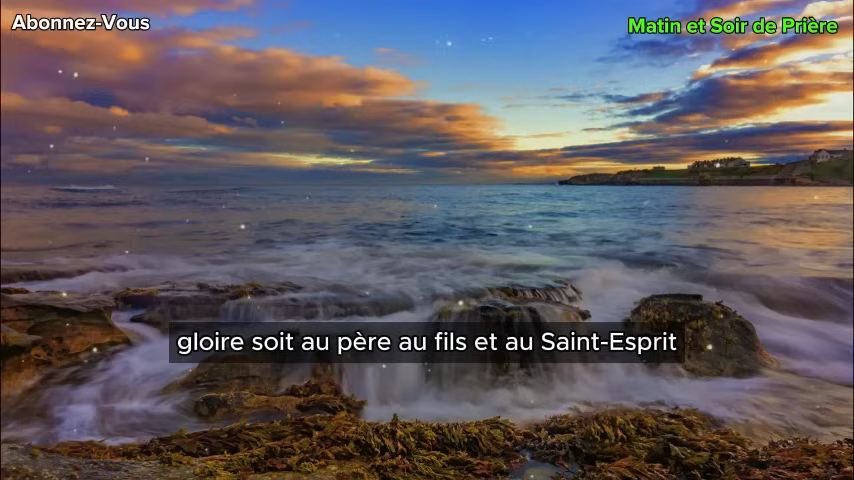 Abonnez-Vous
Matin et Soir de Prière
gloire soit au père au fils et au Saint-Esprit